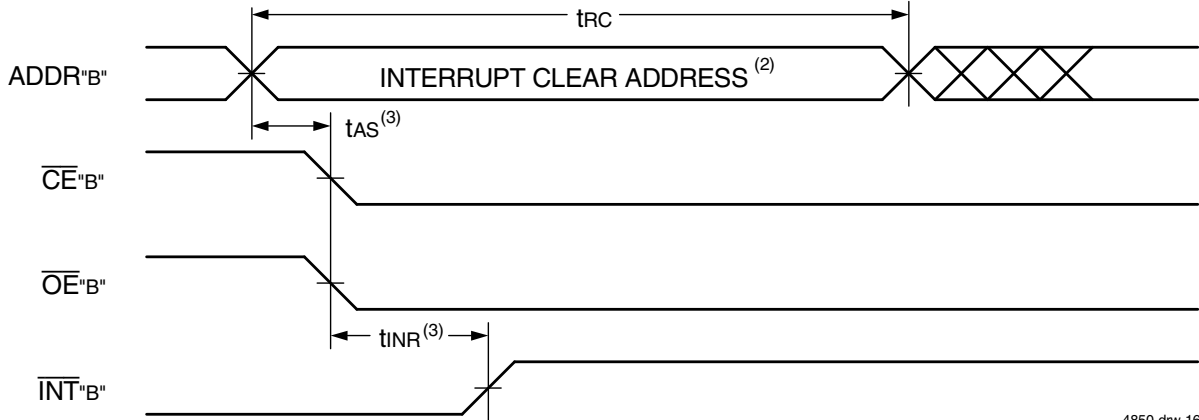 tRC
ADDR"B"
INTERRUPT CLEAR ADDRESS (2)
tAS(3)
CE"B"
OE"B"
tINR(3)
INT"B"
4850 drw 16